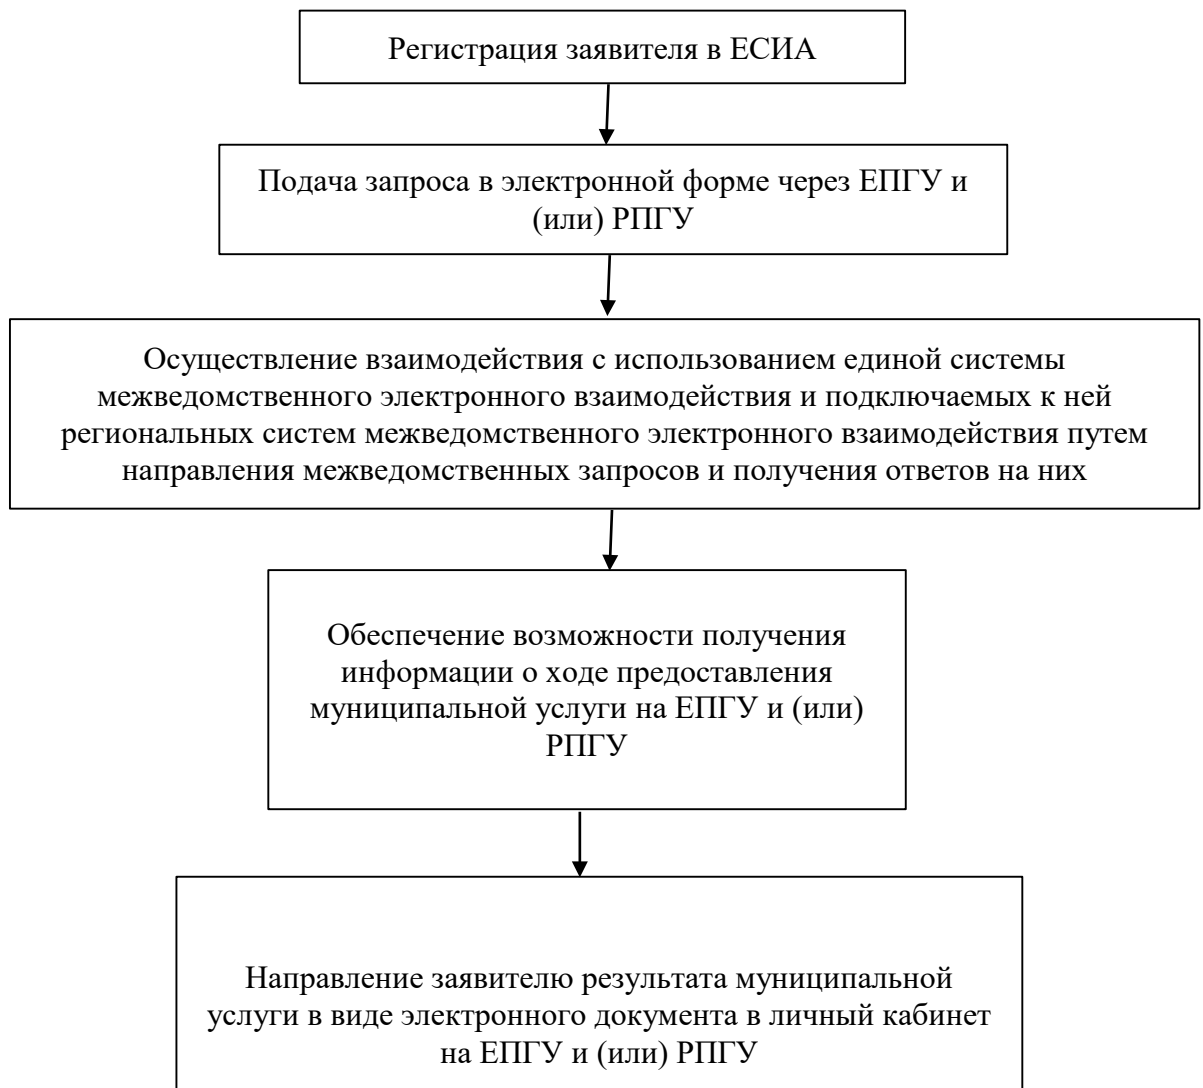 Регистрация заявителя в ЕСИА
Подача запроса в электронной форме через ЕПГУ и
(или) РПГУ
Осуществление взаимодействия с использованием единой системы
межведомственного электронного взаимодействия и подключаемых к ней
региональных систем межведомственного электронного взаимодействия путем
направления межведомственных запросов и получения ответов на них
Обеспечение возможности получения
информации о ходе предоставления
муниципальной услуги на ЕПГУ и (или)
РПГУ
Направление заявителю результата муниципальной
услуги в виде электронного документа в личный кабинет
на ЕПГУ и (или) РПГУ